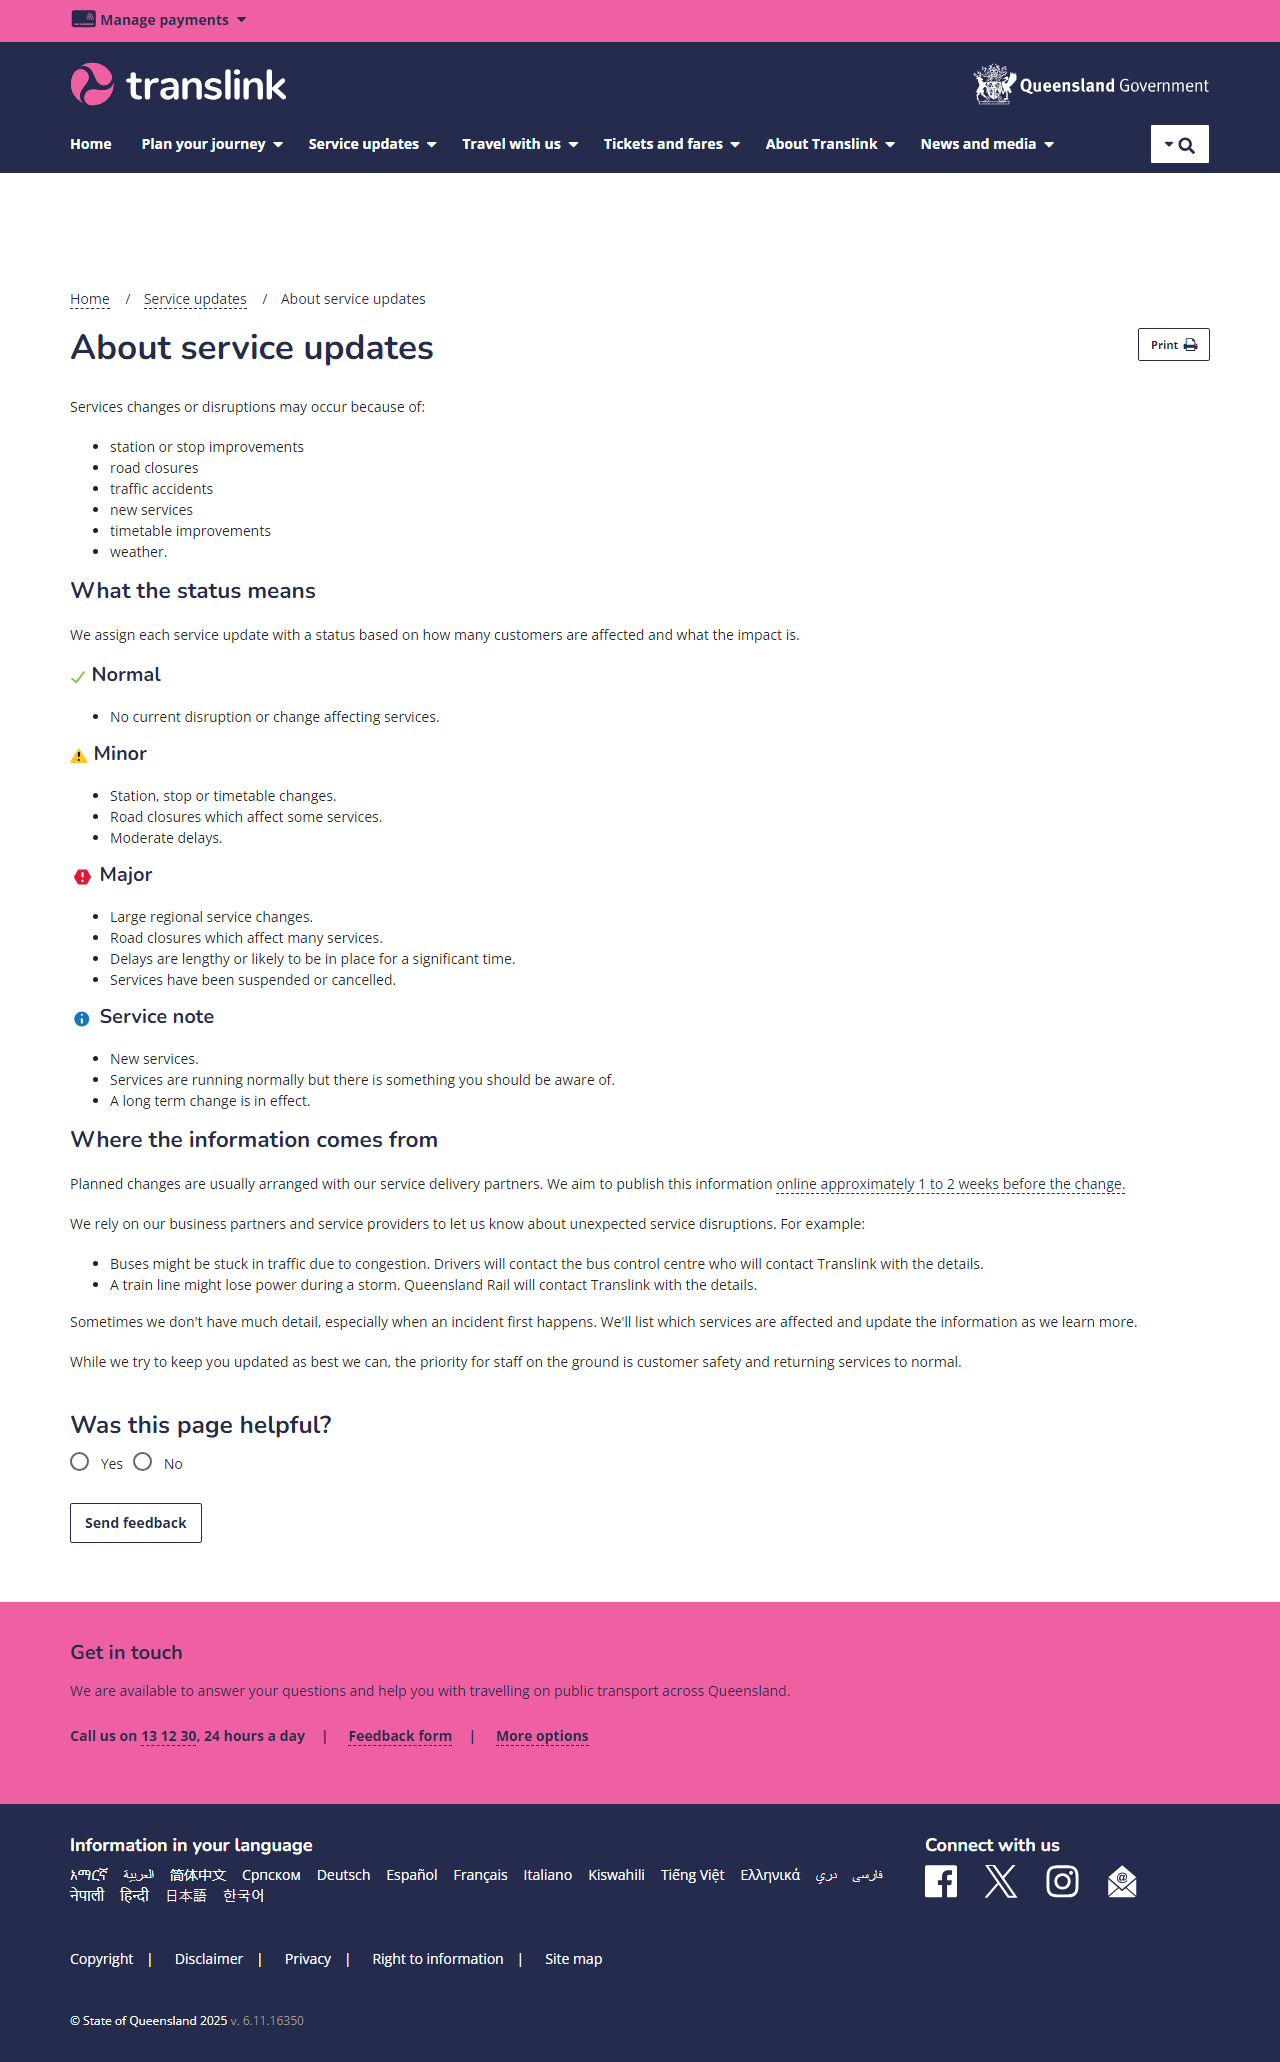 Manage payments
translink
Queensland Government
Home Plan your journey Service updates Travel with us Tickets and fares About Translink News and media
Home / Service updates / About service updates
About service updates
Print
Services changes or disruptions may occur because of:
station or stop improvements
road closures
traffic accidents
new services
timetable improvements
weather.
What the status means
We assign each service update with a status based on how many customers are affected and what the impact is.
Normal
No current disruption or change affecting services.
Minor
Station, stop or timetable changes.
Road closures which affect some services.
Moderate delays.
Major
Large regional service changes.
Road closures which affect many services.
Delays are lengthy or likely to be in place for a significant time.
Services have been suspended or cancelled.
Service note
New services.
Services are running normally but there is something you should be aware of.
A long term change is in effect.
Where the information comes from
Planned changes are usually arranged with our service delivery partners. We aim to publish this information online approximately 1 to 2 weeks before the change.
We rely on our business partners and service providers to let us know about unexpected service disruptions. For example:
Buses might be stuck in traffic due to congestion. Drivers will contact the bus control centre who will contact Translink with the details.
A train line might lose power during a storm. Queensland Rail will contact Translink with the details.
Sometimes we don't have much detail, especially when an incident first happens. We'll list which services are affected and update the information as we learn more.
While we try to keep you updated as best we can, the priority for staff on the ground is customer safety and returning services to normal.
Was this page helpful?
Yes No
Send feedback
Get in touch
We are available to answer your questions and help you with travelling on public transport across Queensland.
Call us on 13 12 30, 24 hours a day | Feedback form | More options
Information in your language
አማርኛ العربية 简体中文 Српском Deutsch Español Français Italiano Kiswahili Tiếng Việt Ελληνικά دری فارسی
नेपाली हिन्दी 日本語 한국어
Connect with us
Copyright | Disclaimer | Privacy | Right to information | Site map
© State of Queensland 2025 v. 6.11.16350